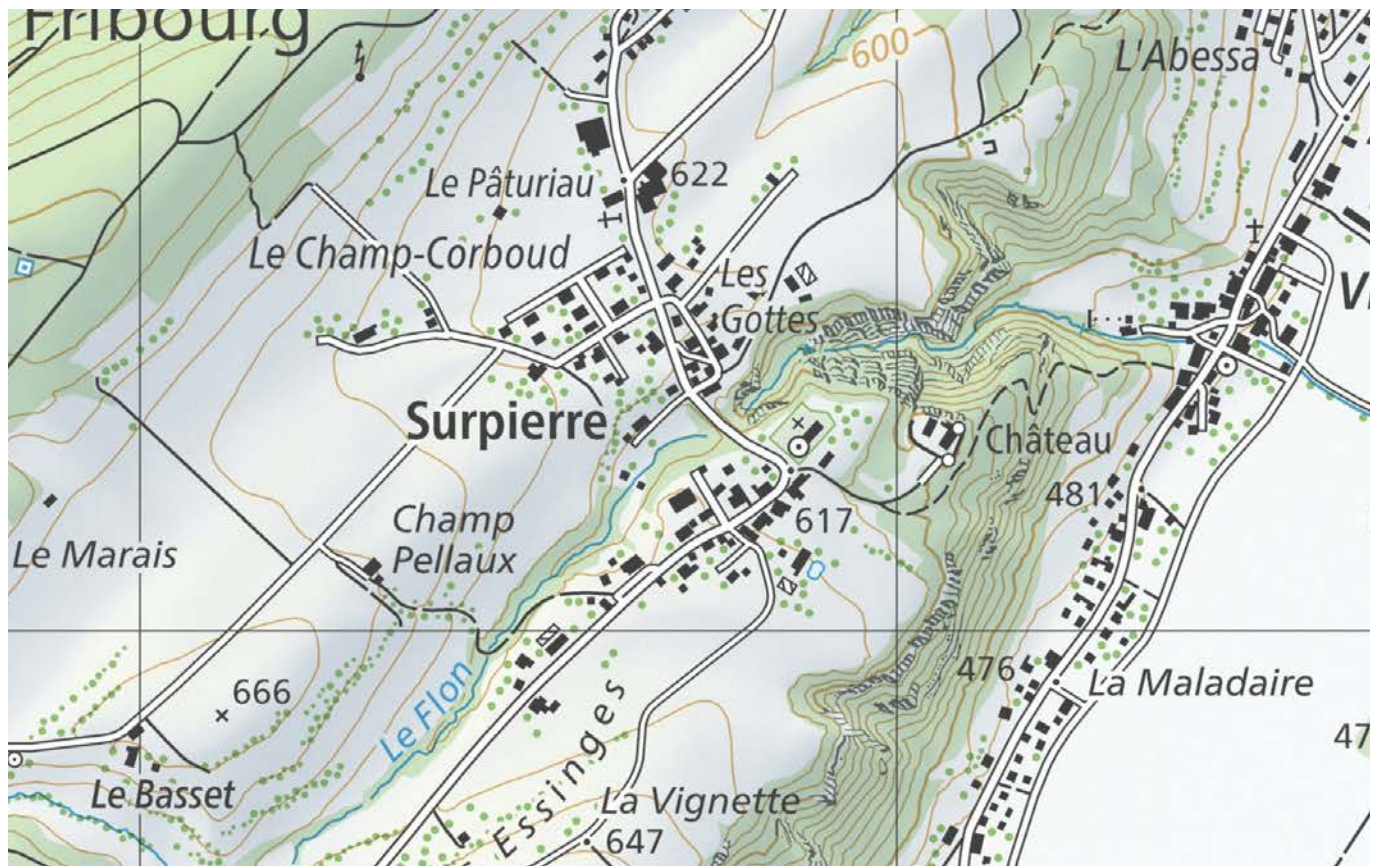 Fribourg
600
L'Abessa
Le Pâturiau
622
Le Champ-Corboud
Les
Gottes
Surpierre
Château
481
617
Champ
Pellaux
Le Marais
666
476
La Maladaire
Le Flon
Le Basset
Essinges
La Vignette
647